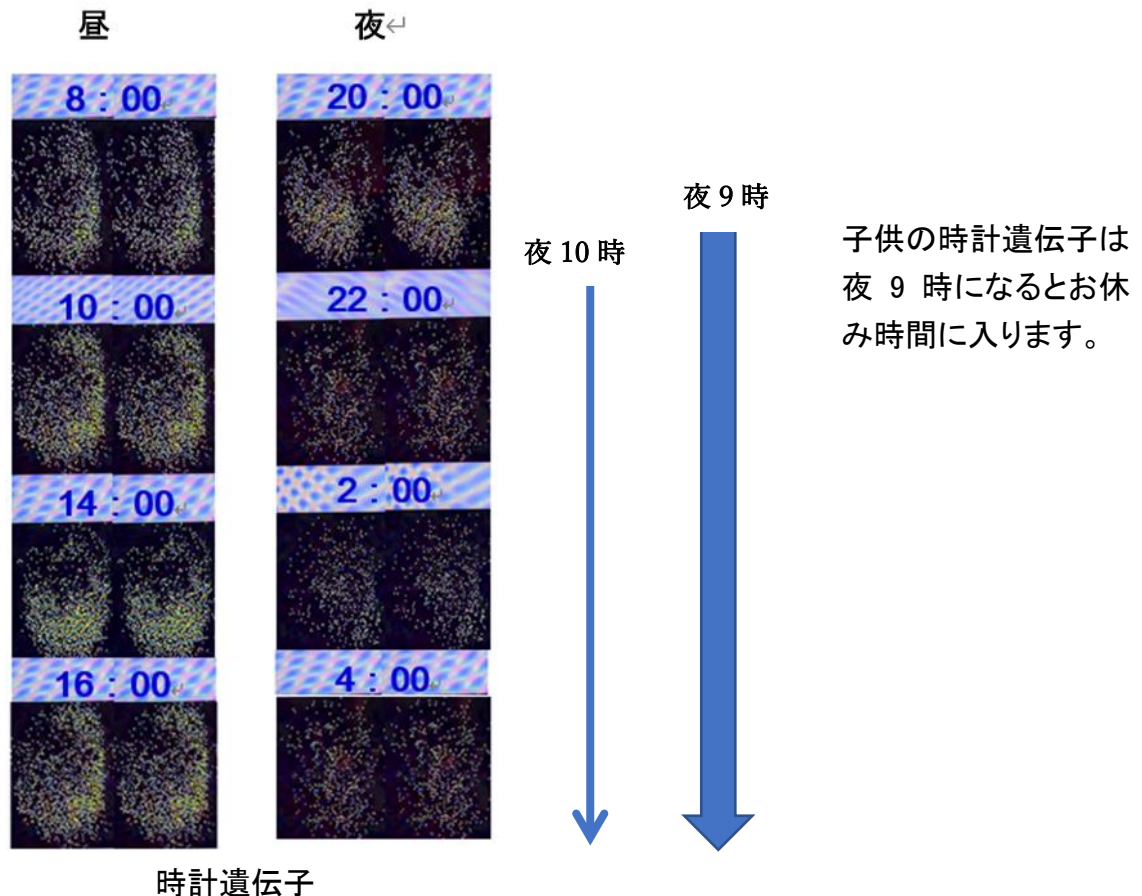 昼
夜↵
8：00↵
20：00↵
10：00↵
22：00↵
14：00↵
2：00↵
16：00↵
4：00↵
夜10時
夜9時
子供の時計遺伝子は
夜 9 時になるとお休
み時間に入ります。
時計遺伝子